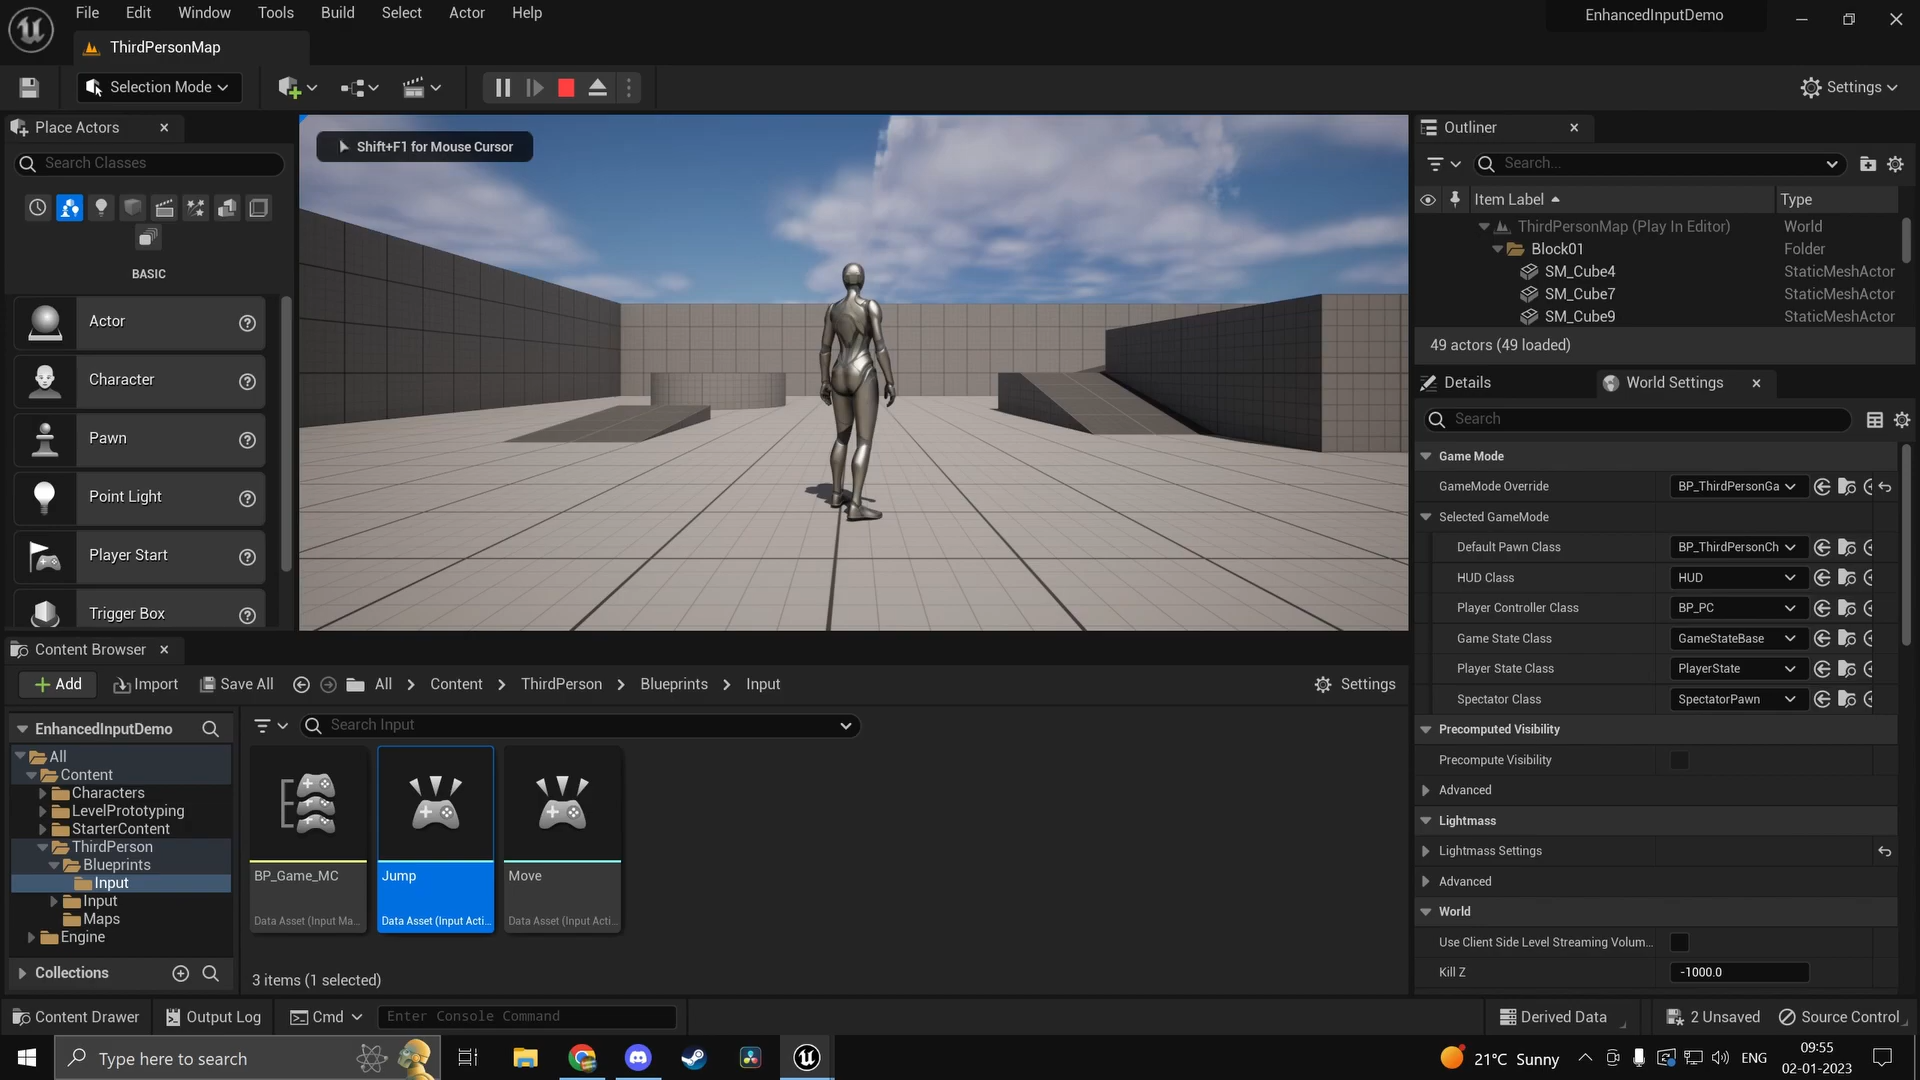 File Edit Window Tools Build Select Actor Help
EnhancedInputDemo
ThirdPersonMap
Selection Mode
Settings
Place Actors
Search Classes
BASIC
Actor
Character
Pawn
Point Light
Player Start
Trigger Box
Shift+F1 for Mouse Cursor
Outliner
Search...
Item Label Type
ThirdPersonMap (Play In Editor) World
Block01 Folder
SM_Cube4 StaticMeshActor
SM_Cube7 StaticMeshActor
SM_Cube9 StaticMeshActor
49 actors (49 loaded)
Details World Settings
Search
Game Mode
GameMode Override BP_ThirdPersonGa
Selected GameMode
Default Pawn Class BP_ThirdPersonCh
HUD Class HUD
Player Controller Class BP_PC
Game State Class GameStateBase
Player State Class PlayerState
Spectator Class SpectatorPawn
Precomputed Visibility
Precompute Visibility
Advanced
Lightmass
Lightmass Settings
Advanced
World
Use Client Side Level Streaming Volum...
Kill Z -1000.0
Content Browser
Add Import Save All All Content ThirdPerson Blueprints Input Settings
EnhancedInputDemo
Search Input
All
Content
Characters
LevelPrototyping
StarterContent
ThirdPerson
Blueprints
Input
Input
Maps
Engine
Collections
BP_Game_MC
Data Asset (Input Ma...
Jump
Data Asset (Input Acti...
Move
Data Asset (Input Acti...
3 items (1 selected)
Content Drawer Output Log Cmd Enter Console Command Derived Data 2 Unsaved Source Control
Type here to search
21°C Sunny
ENG
09:55
02-01-2023